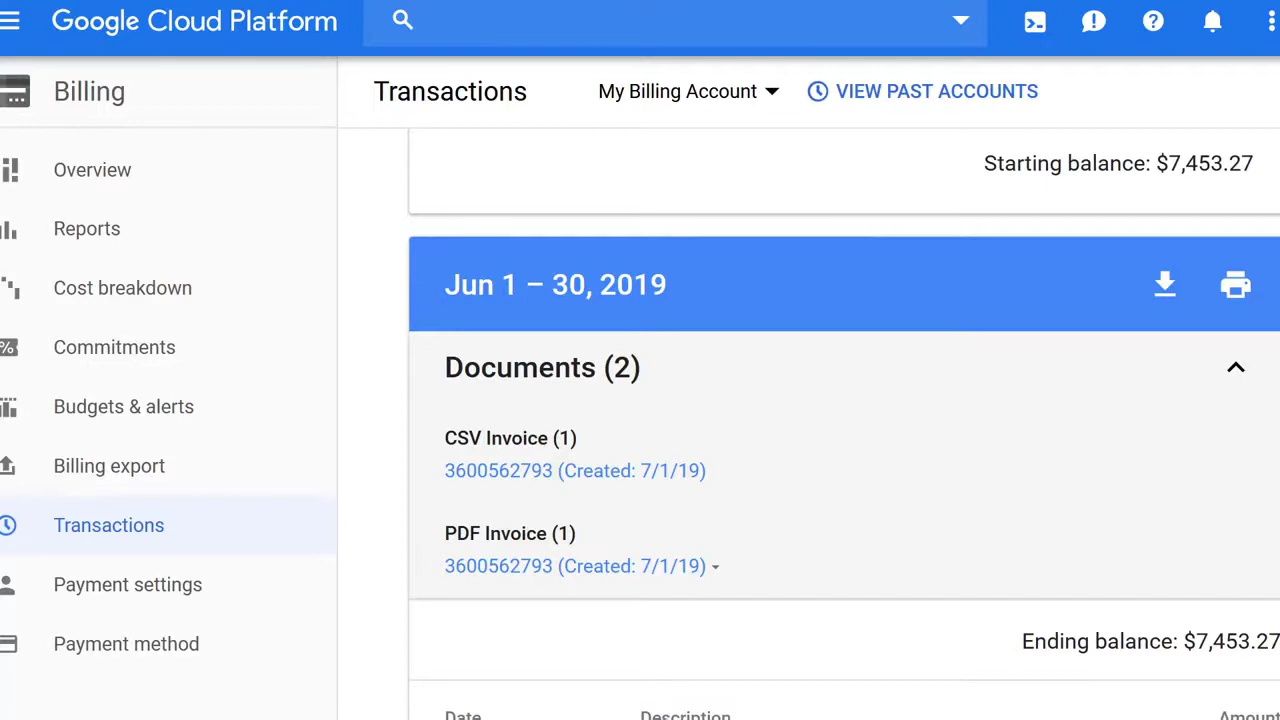 Google Cloud Platform
Billing
Transactions My Billing Account VIEW PAST ACCOUNTS
Overview
Reports
Cost breakdown
Commitments
Budgets & alerts
Billing export
Transactions
Payment settings
Payment method
Starting balance: $7,453.27
Jun 1 – 30, 2019
Documents (2)
CSV Invoice (1)
3600562793 (Created: 7/1/19)
PDF Invoice (1)
3600562793 (Created: 7/1/19)
Ending balance: $7,453.27
Date Description Amount